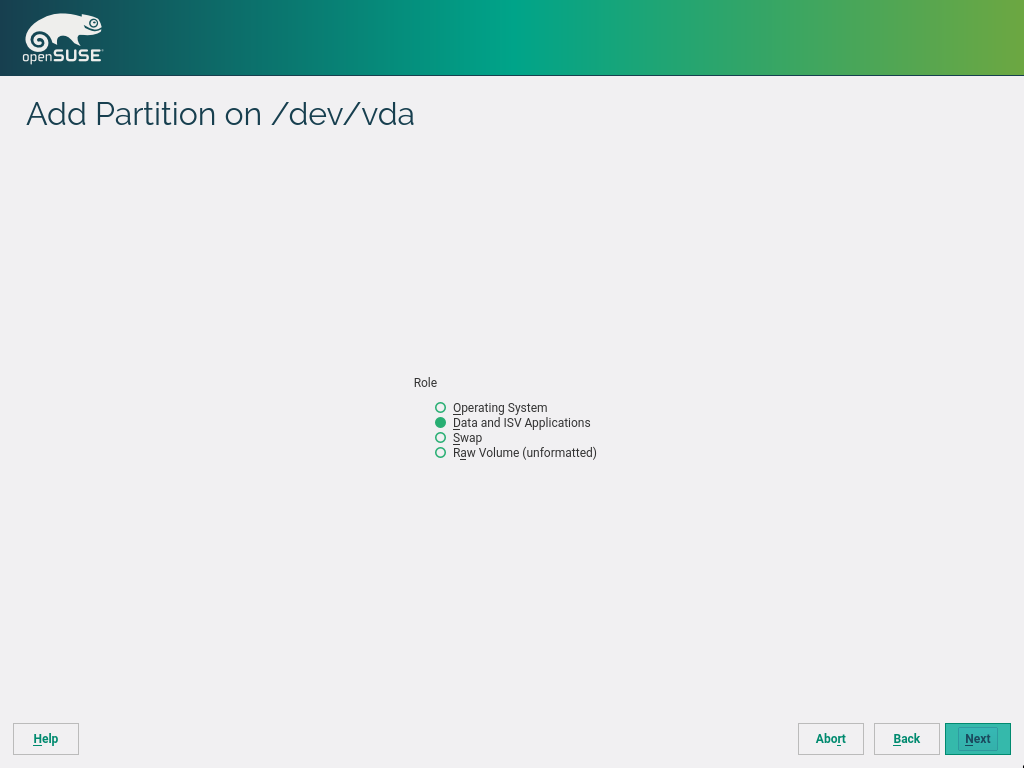 openSUSE
Add Partition on /dev/vda
Role
Operating System
Data and ISV Applications
Swap
Raw Volume (unformatted)
Help
Abort
Back
Next